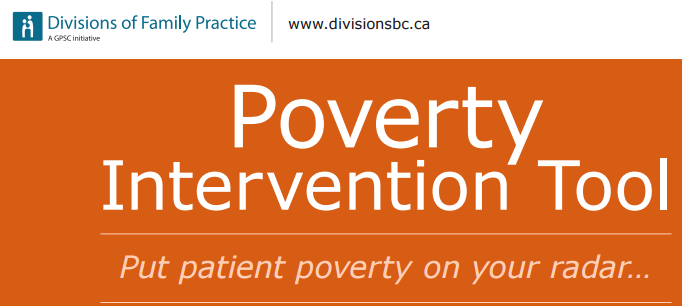 Divisions of Family Practice
A GPSC initiative
www.divisionsbc.ca
Poverty
Intervention Tool
Put patient poverty on your radar...